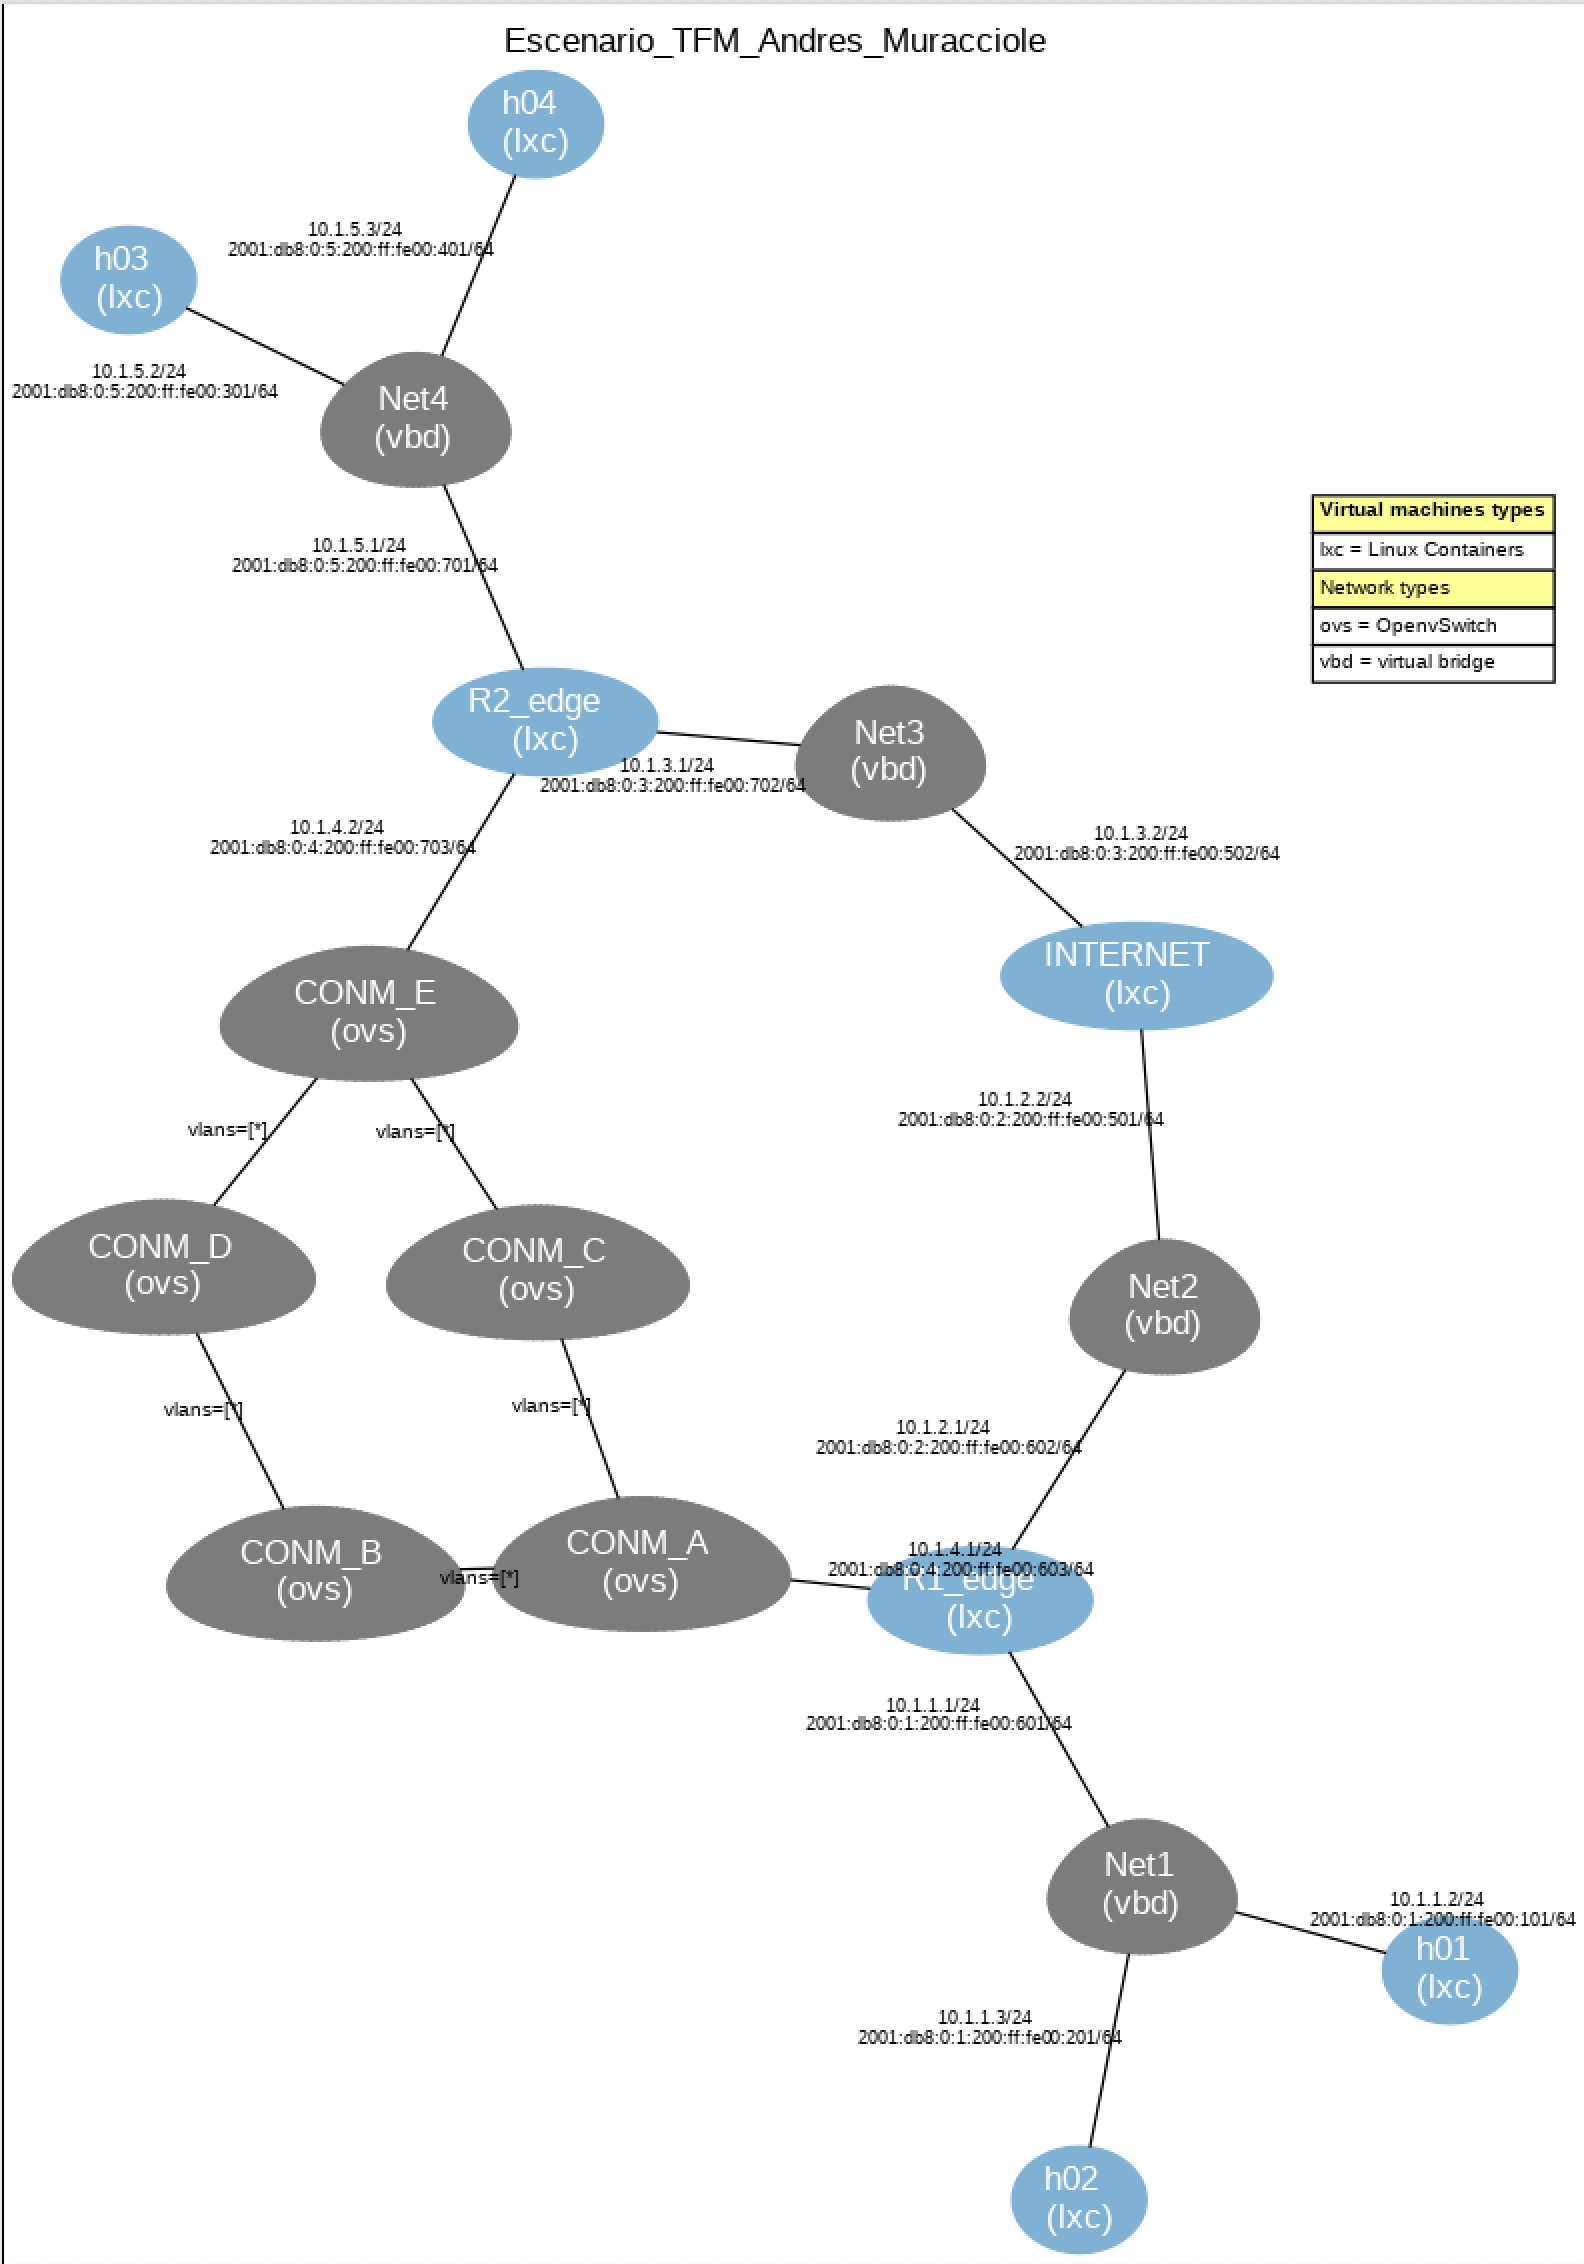 Escenario_TFM_Andres_Muracciole
h04
(lxc)
10.1.5.3/24
2001:db8:0:5:200:ff:fe00:401/64
h03
(lxc)
10.1.5.2/24
2001:db8:0:5:200:ff:fe00:301/64
Net4
(vbd)
10.1.5.1/24
2001:db8:0:5:200:ff:fe00:701/64
Virtual machines types
lxc = Linux Containers
Network types
ovs = OpenvSwitch
vbd = virtual bridge
R2_edge
(lxc)
10.1.3.1/24
2001:db8:0:3:200:ff:fe00:702/64
Net3
(vbd)
10.1.4.2/24
2001:db8:0:4:200:ff:fe00:703/64
10.1.3.2/24
2001:db8:0:3:200:ff:fe00:502/64
INTERNET
(lxc)
CONM_E
(ovs)
vlans=[*]
vlans=[*]
10.1.2.2/24
2001:db8:0:2:200:ff:fe00:501/64
CONM_D
(ovs)
CONM_C
(ovs)
Net2
(vbd)
vlans=[*]
vlans=[*]
10.1.2.1/24
2001:db8:0:2:200:ff:fe00:602/64
CONM_B
(ovs)
vlans=[*]
CONM_A
(ovs)
10.1.4.1/24
2001:db8:0:4:200:ff:fe00:603/64
R1_edge
(lxc)
10.1.1.1/24
2001:db8:0:1:200:ff:fe00:601/64
Net1
(vbd)
10.1.1.2/24
2001:db8:0:1:200:ff:fe00:101/64
h01
(lxc)
10.1.1.3/24
2001:db8:0:1:200:ff:fe00:201/64
h02
(lxc)